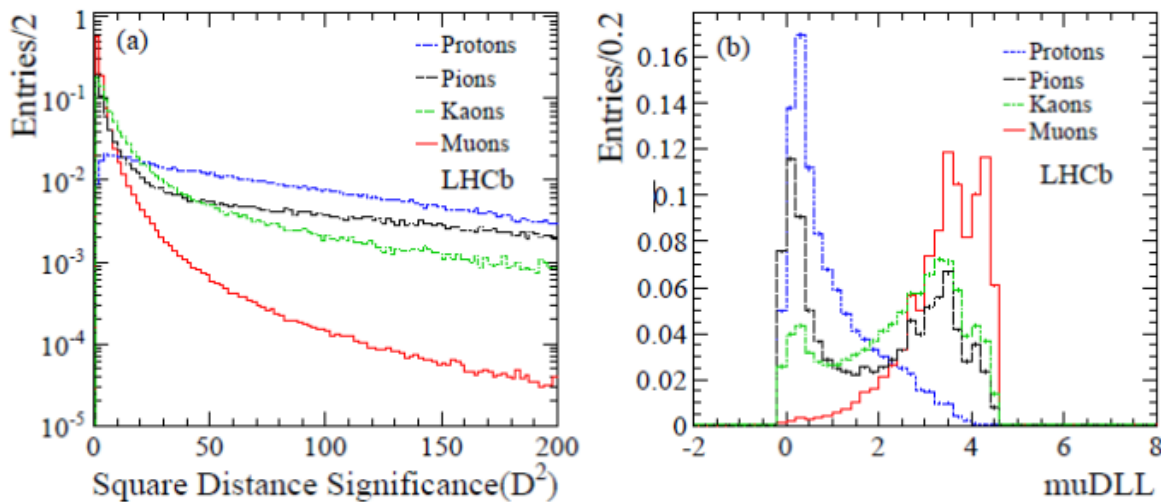 (a)
Entries/2
1
10^-1
10^-2
10^-3
10^-4
10^-5
Protons
Pions
Kaons
Muons
LHCb
0 50 100 150 200
Square Distance Significance(D^2)
(b)
Entries/0.2
0.16
0.14
0.12
0.1
0.08
0.06
0.04
0.02
0
Protons
Pions
Kaons
Muons
LHCb
-2 0 2 4 6 8
muDLL